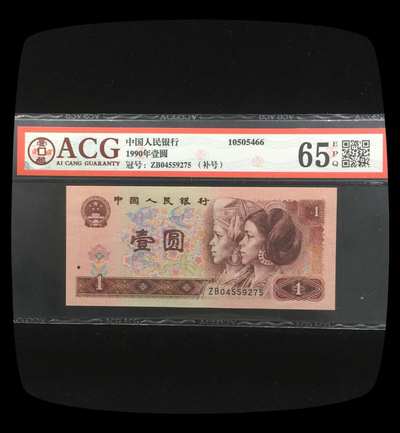 ACG
AI CANG GUARANTY
中国人民银行 10505466
1990年壹圆
冠号: ZB04559275 (补号)
65 EPQ
中国人民银行
1
壹圆
1
ZB04559275
1